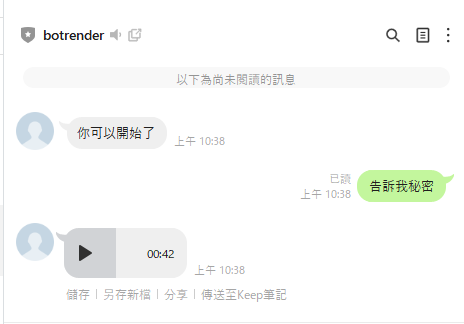 botrender
以下為尚未閱讀的訊息
你可以開始了
上午 10:38
已讀
上午 10:38
告訴我秘密
00:42
上午 10:38
儲存｜另存新檔｜分享｜傳送至Keep筆記